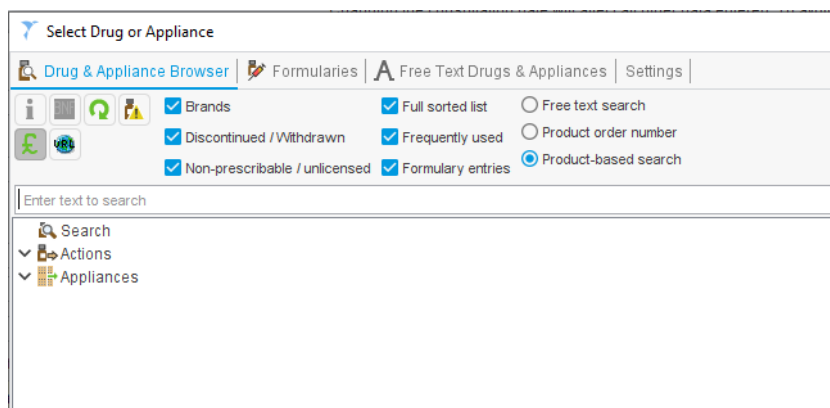 Select Drug or Appliance
Drug & Appliance Browser Formularies Free Text Drugs & Appliances Settings
Brands Full sorted list Free text search
Discontinued / Withdrawn Frequently used Product order number
Non-prescribable / unlicensed Formulary entries Product-based search
£ URL
Enter text to search
Search
Actions
Appliances